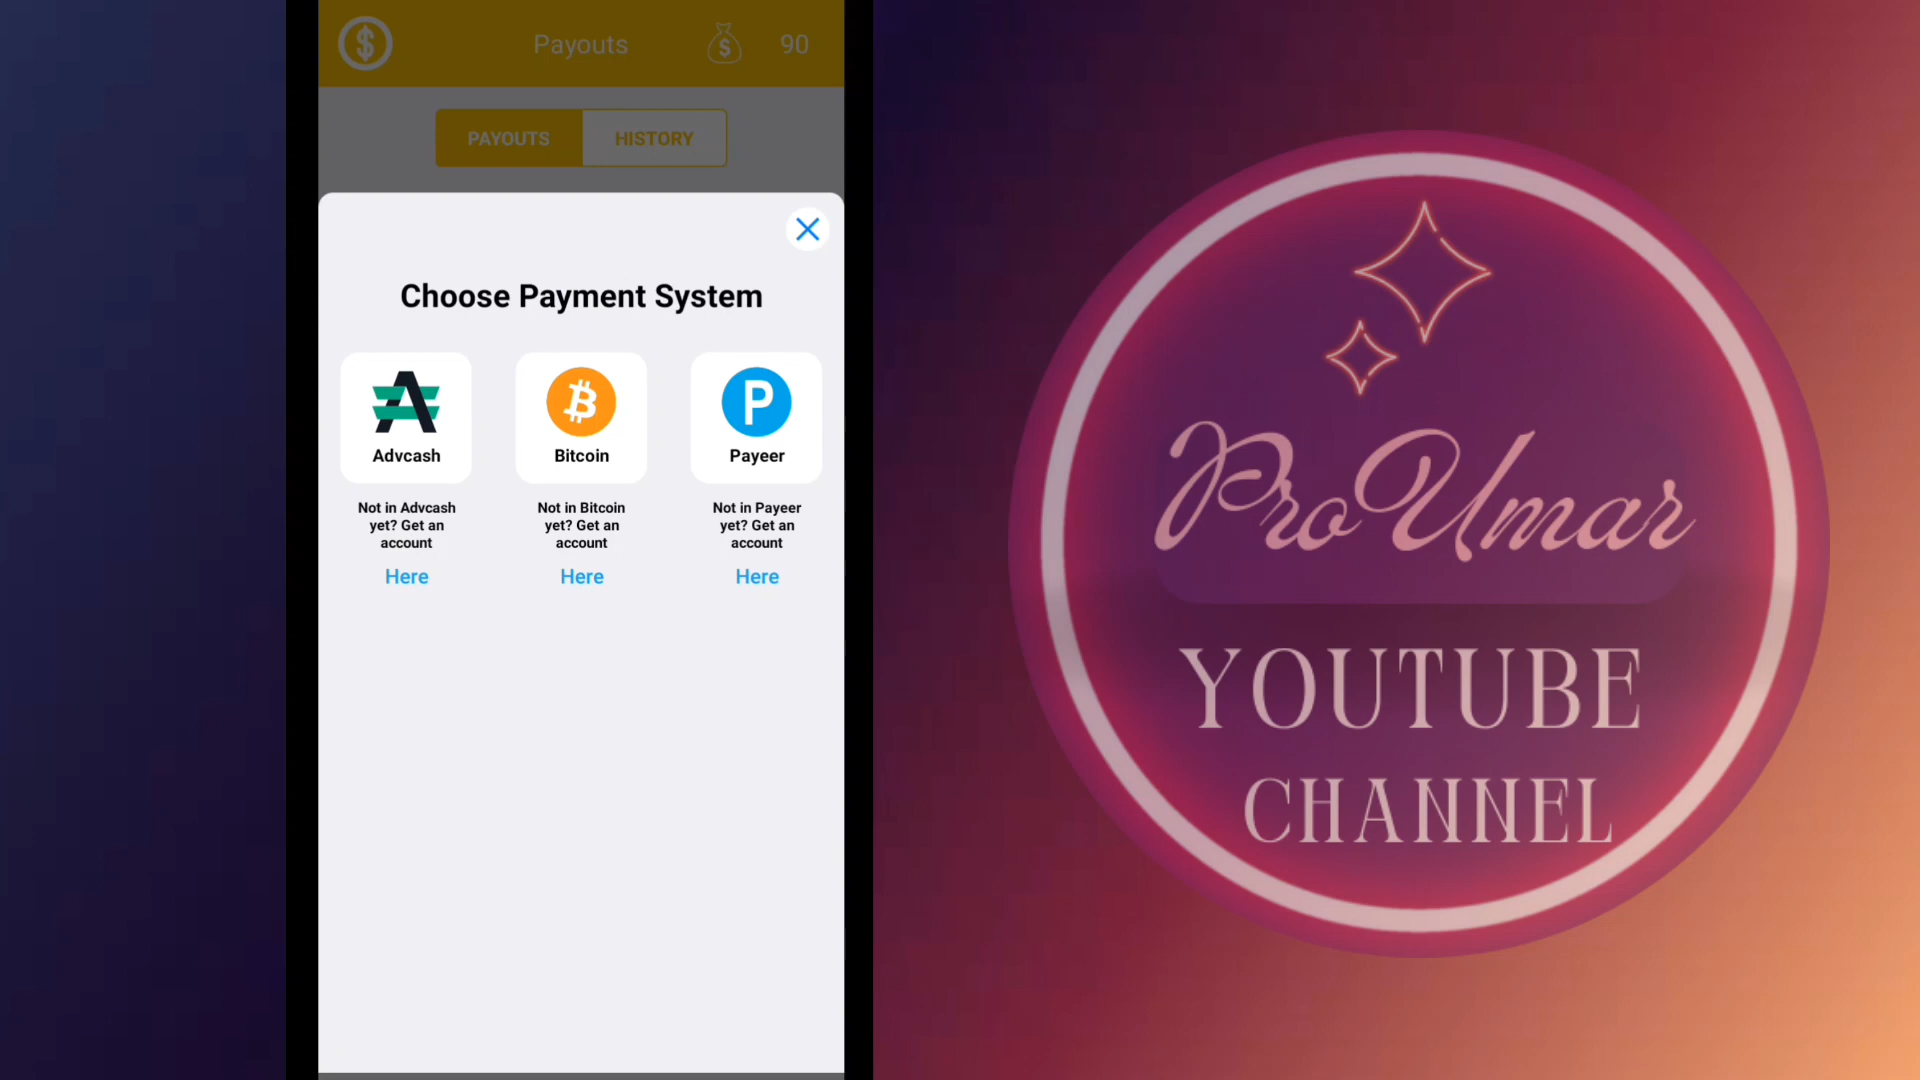 Payouts 90
PAYOUTS HISTORY
Choose Payment System
Advcash Bitcoin Payeer
Not in Advcash
yet? Get an
account
Here
Not in Bitcoin
yet? Get an
account
Here
Not in Payeer
yet? Get an
account
Here
ProUmar
YOUTUBE
CHANNEL